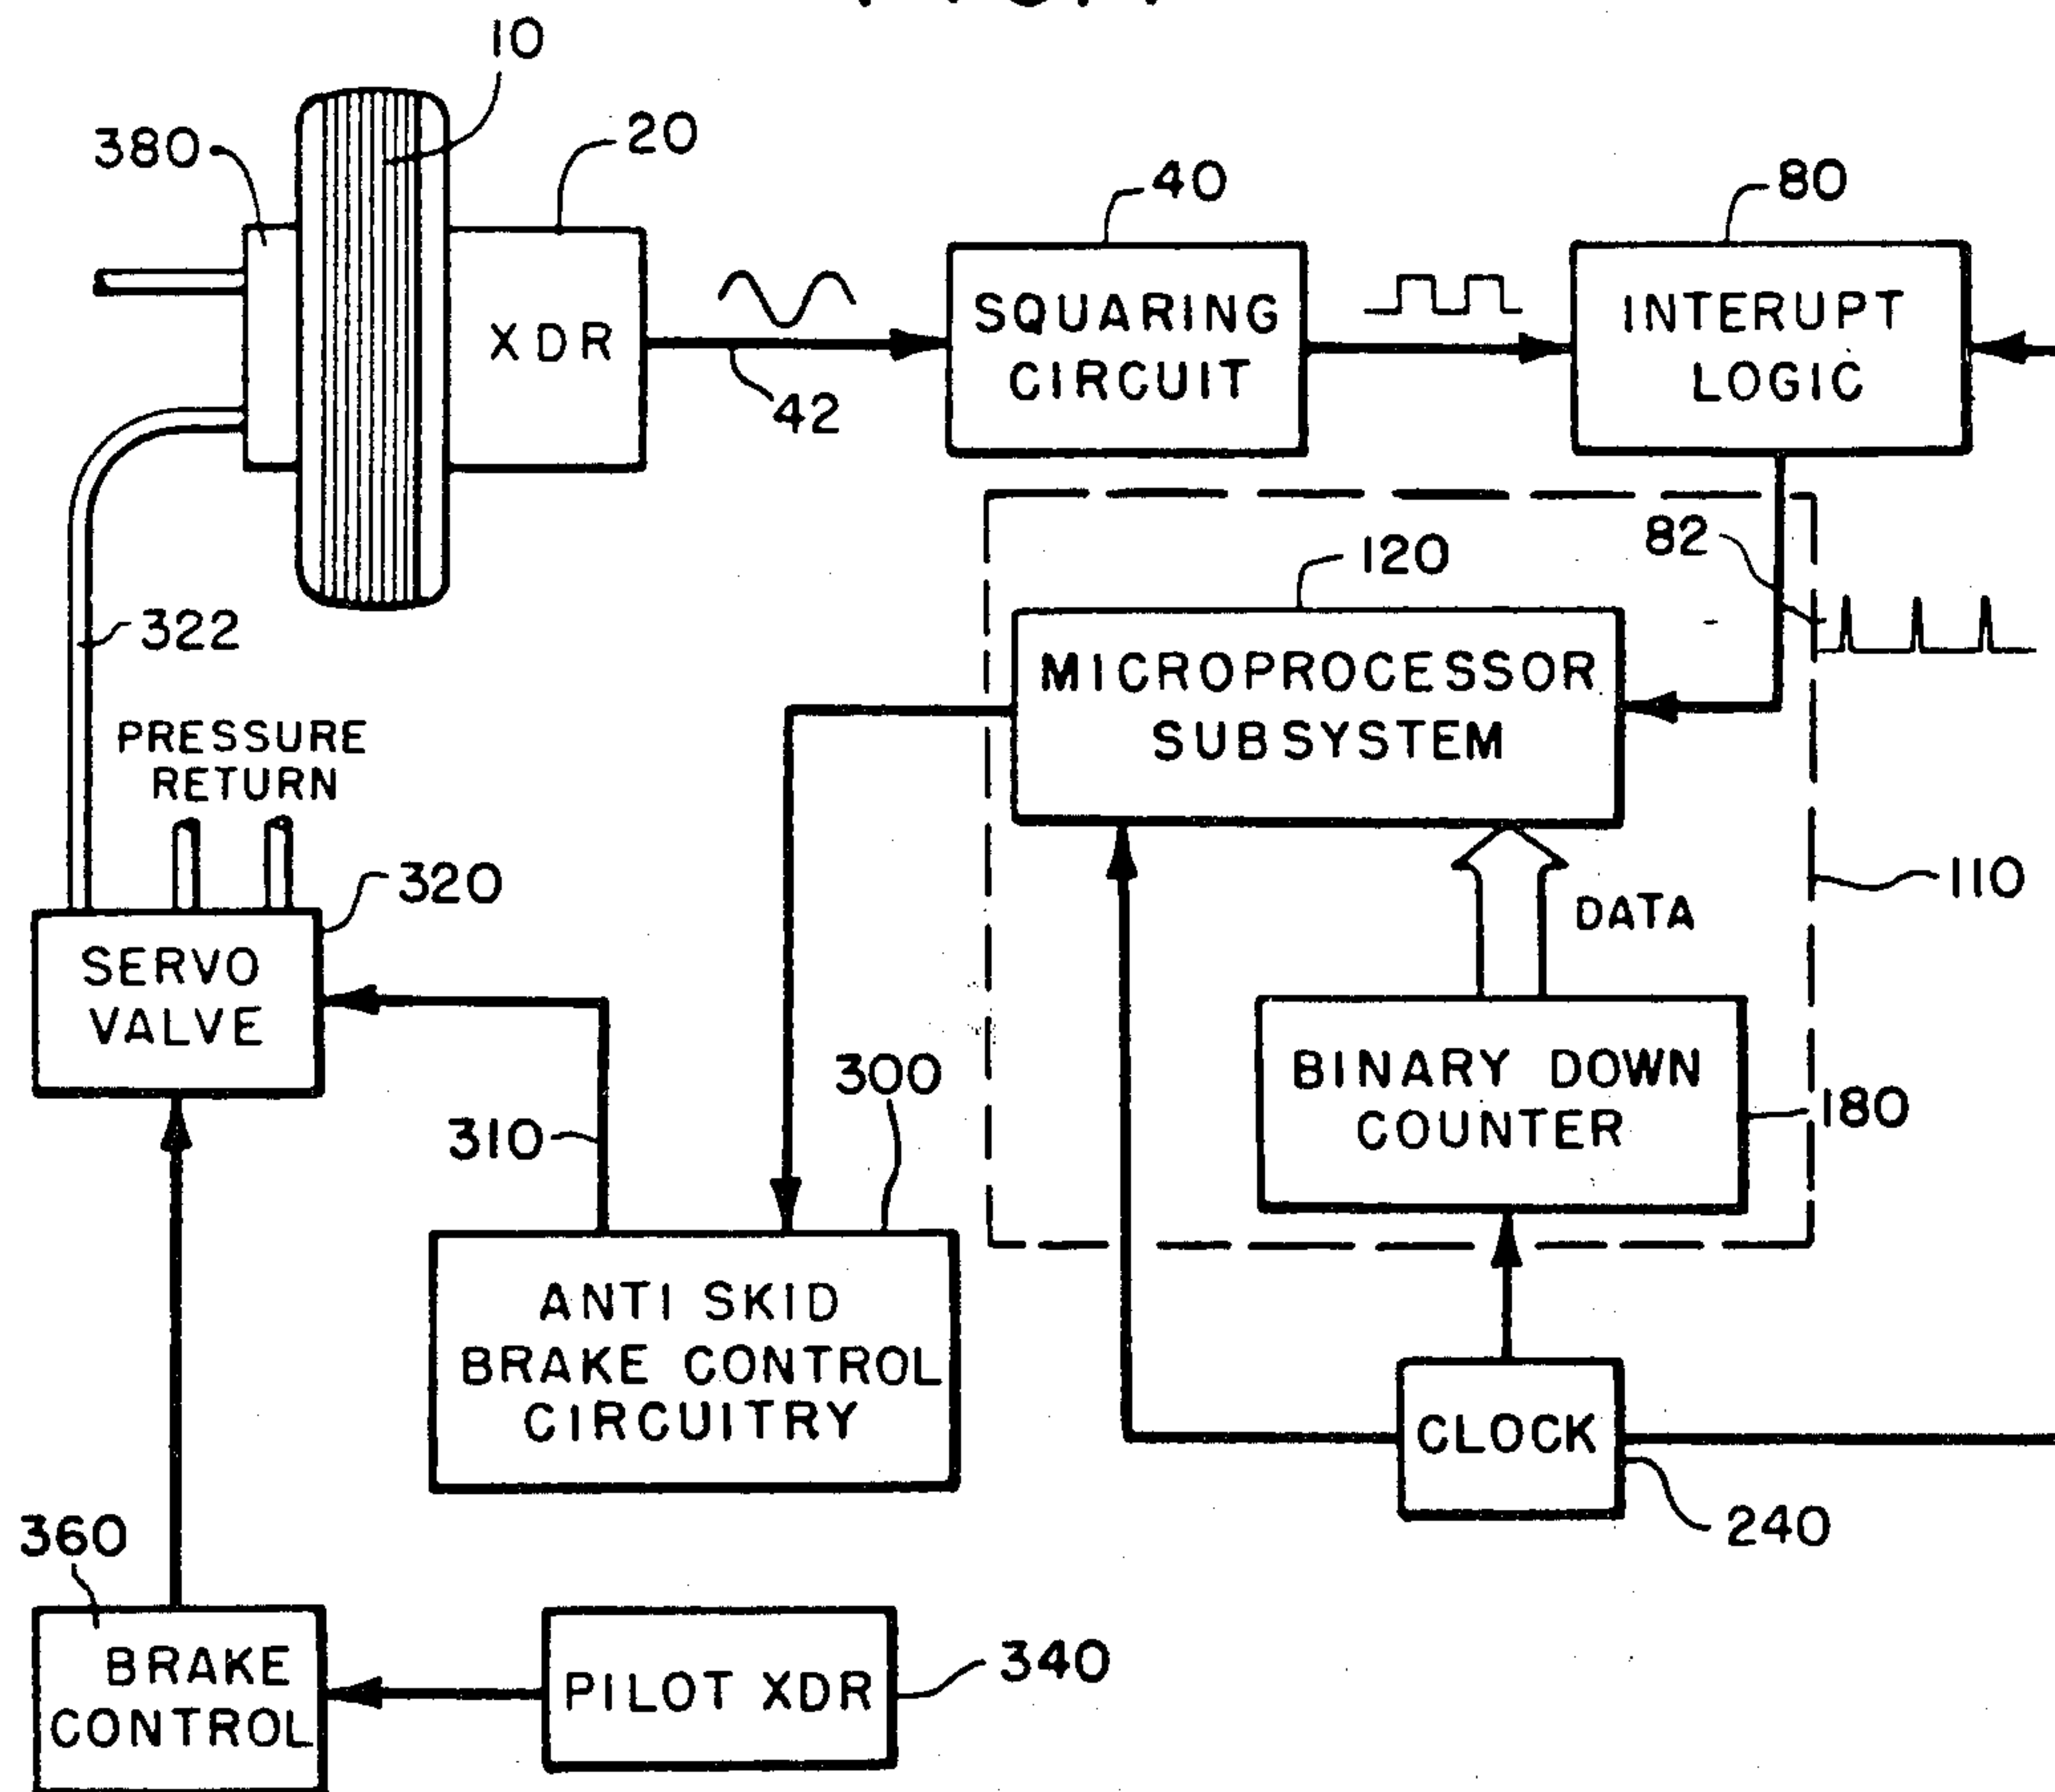 10
380
20
40
80
XDR
42
SQUARING
CIRCUIT
INTERUPT
LOGIC
82
120
MICROPROCESSOR
SUBSYSTEM
322
PRESSURE
RETURN
320
SERVO
VALVE
110
DATA
BINARY DOWN
COUNTER
180
300
310
ANTI SKID
BRAKE CONTROL
CIRCUITRY
CLOCK
240
360
BRAKE
CONTROL
PILOT XDR
340